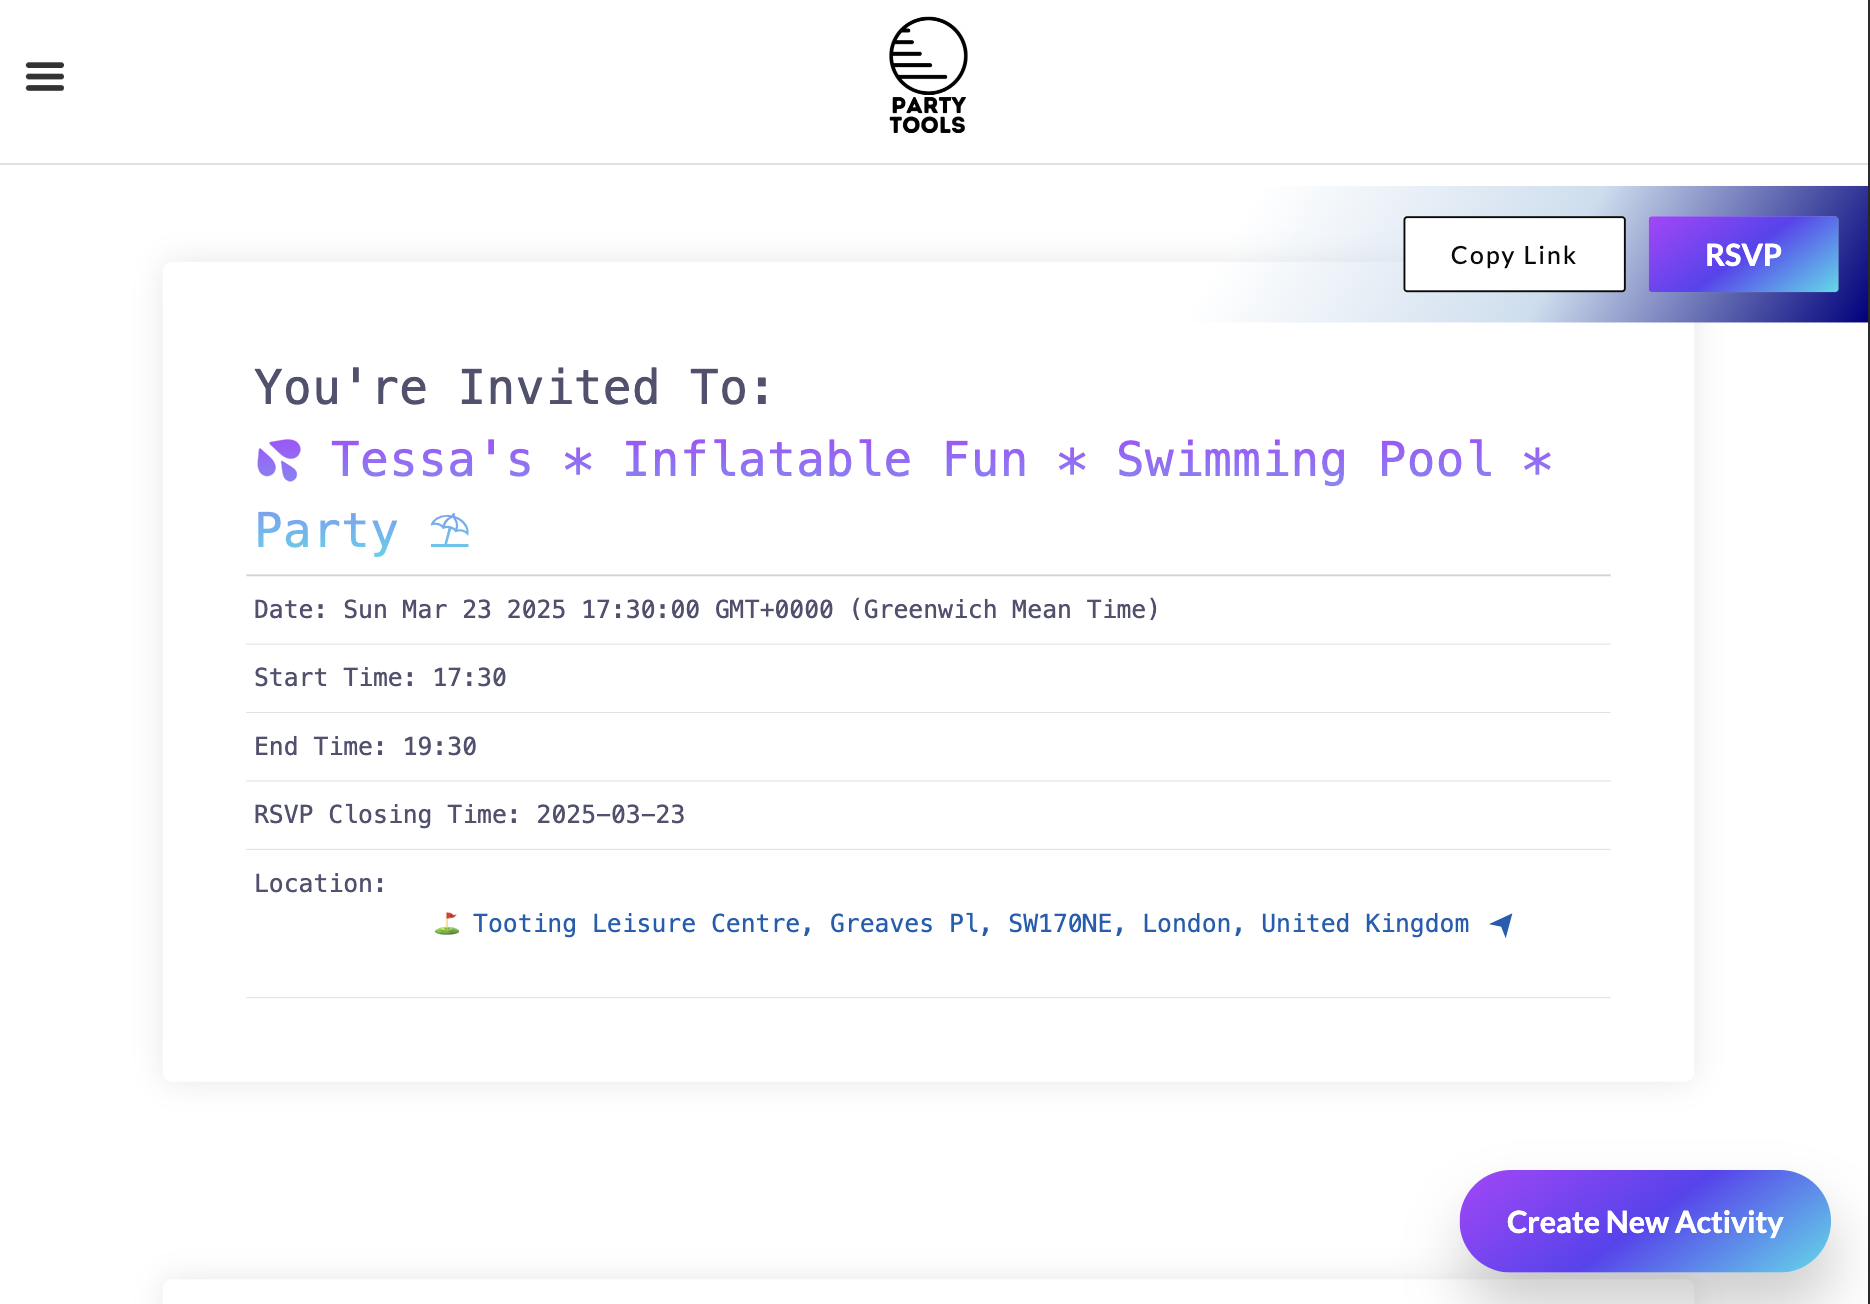 PARTY
TOOLS
Copy Link
RSVP
You're Invited To:
💦 Tessa's * Inflatable Fun * Swimming Pool *
Party ⛱
Date: Sun Mar 23 2025 17:30:00 GMT+0000 (Greenwich Mean Time)
Start Time: 17:30
End Time: 19:30
RSVP Closing Time: 2025-03-23
Location:
⛳ Tooting Leisure Centre, Greaves Pl, SW170NE, London, United Kingdom
Create New Activity